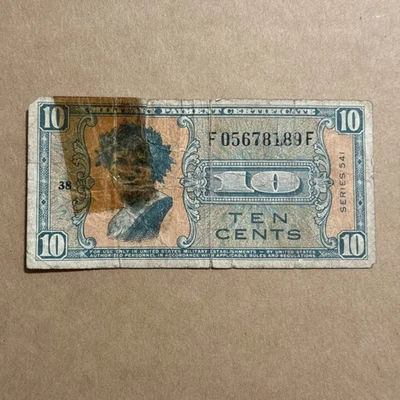 10 MILITARY PAYMENT CERTIFICATE 10
F05678189F
38
10
SERIES 541
TEN
CENTS
10 10
FOR USE ONLY IN UNITED STATES MILITARY ESTABLISHMENTS — BY UNITED STATES
AUTHORIZED PERSONNEL IN ACCORDANCE WITH APPLICABLE RULES AND REGULATIONS